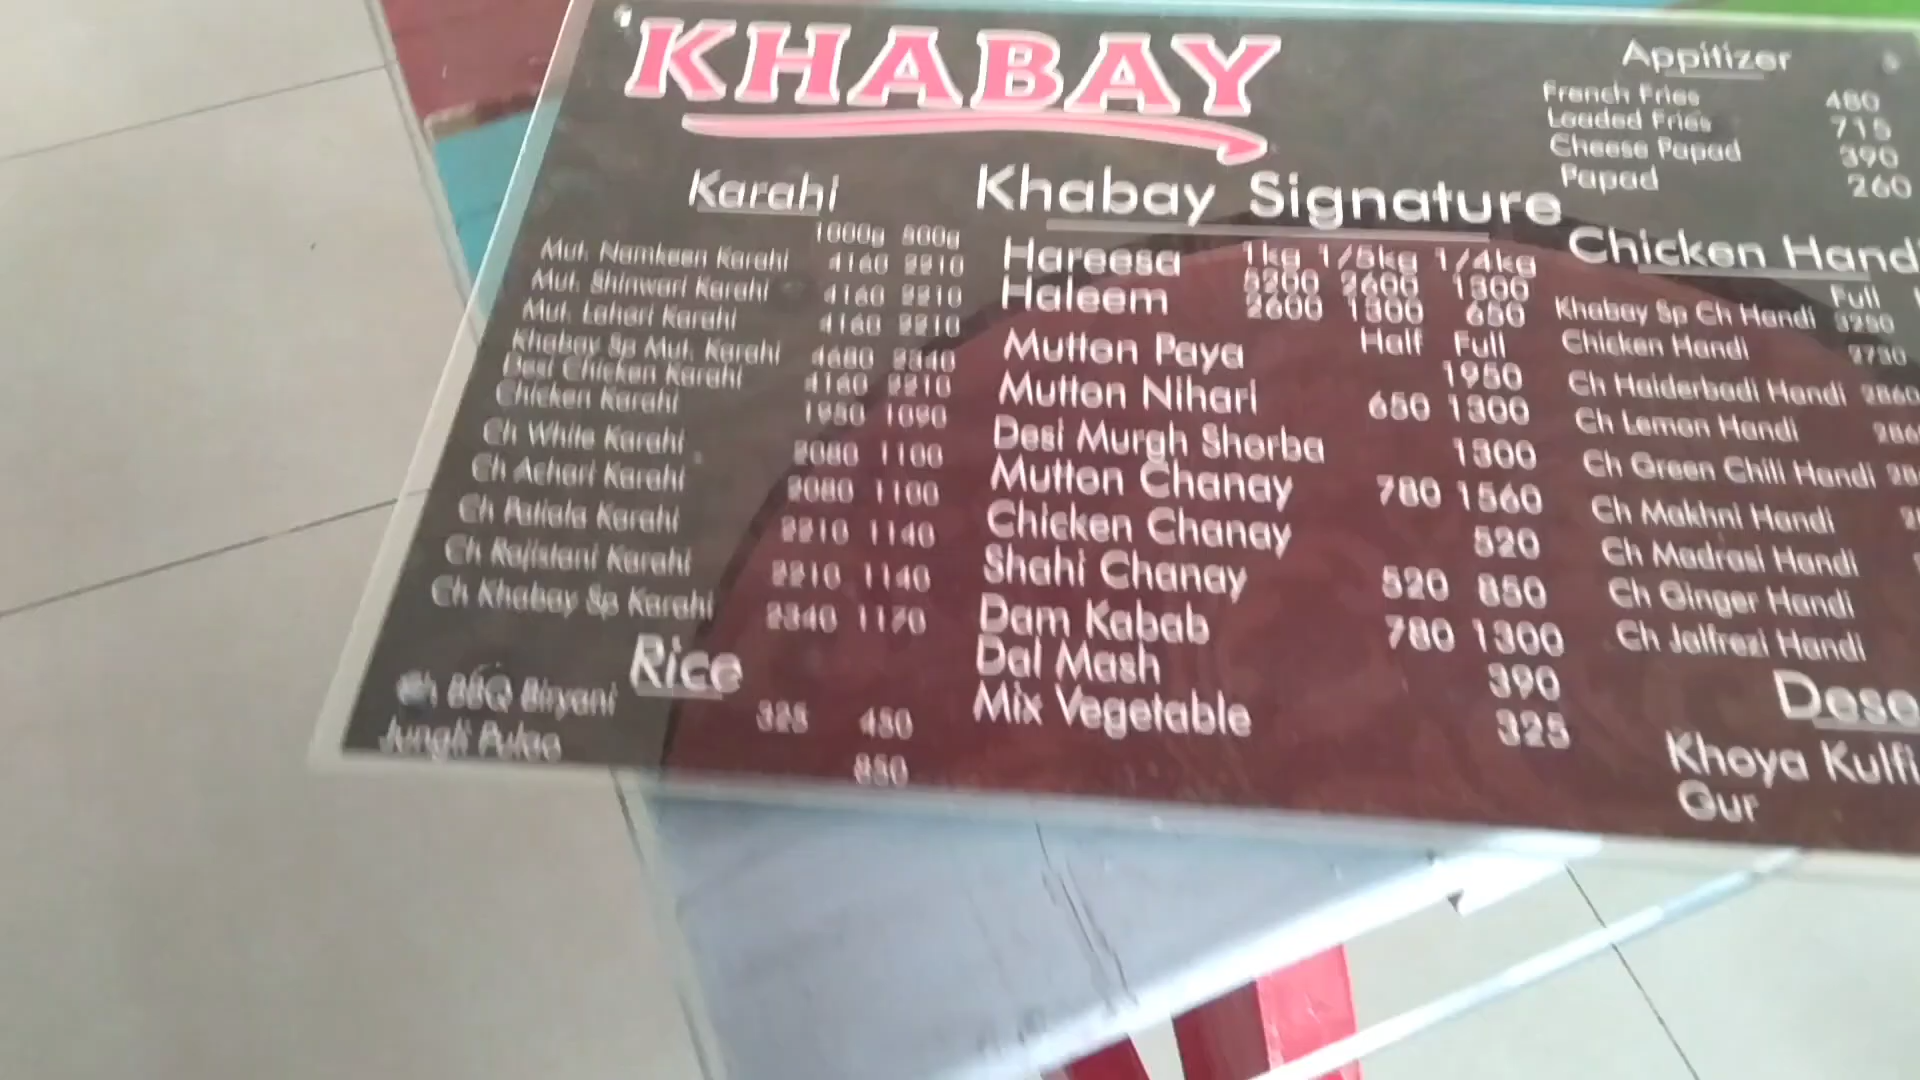 KHABAY
Karahi
1000g 500g
Mut. Namkeen Karahi 4160 2210
Mut. Shinwari Karahi 4160 2210
Mut. Lahari Karahi 4160 2210
Khabay Sp Mut. Karahi 4680 2340
Desi Chicken Karahi 4160 2210
Chicken Karahi 1950 1090
Ch White Karahi 2080 1100
Ch Achari Karahi 2080 1100
Ch Patiala Karahi 2210 1140
Ch Rajistani Karahi 2210 1140
Ch Khabay Sp Karahi 2340 1170
Rice
Ch BBQ Biryani 325 450
Jungli Pulao 850
Khabay Signature
1kg 1/5kg 1/4kg
Hareesa 5200 2600 1300
Haleem 2600 1300 650
Half Full
Mutton Paya 1950
Mutton Nihari 650 1300
Desi Murgh Shorba 1300
Mutton Chanay 780 1560
Chicken Chanay 520
Shahi Chanay 520 850
Dam Kabab 780 1300
Dal Mash 390
Mix Vegetable 325
Appitizer
French Fries 480
Loaded Fries 715
Cheese Papad 390
Papad 260
Chicken Handi
Full
Khabay Sp Ch Handi 3250
Chicken Handi 2730
Ch Haiderbadi Handi 2860
Ch Lemon Handi
Ch Green Chili Handi
Ch Makhni Handi
Ch Madrasi Handi
Ch Ginger Handi
Ch Jalfrezi Handi
Dese
Khoya Kulfi
Gur